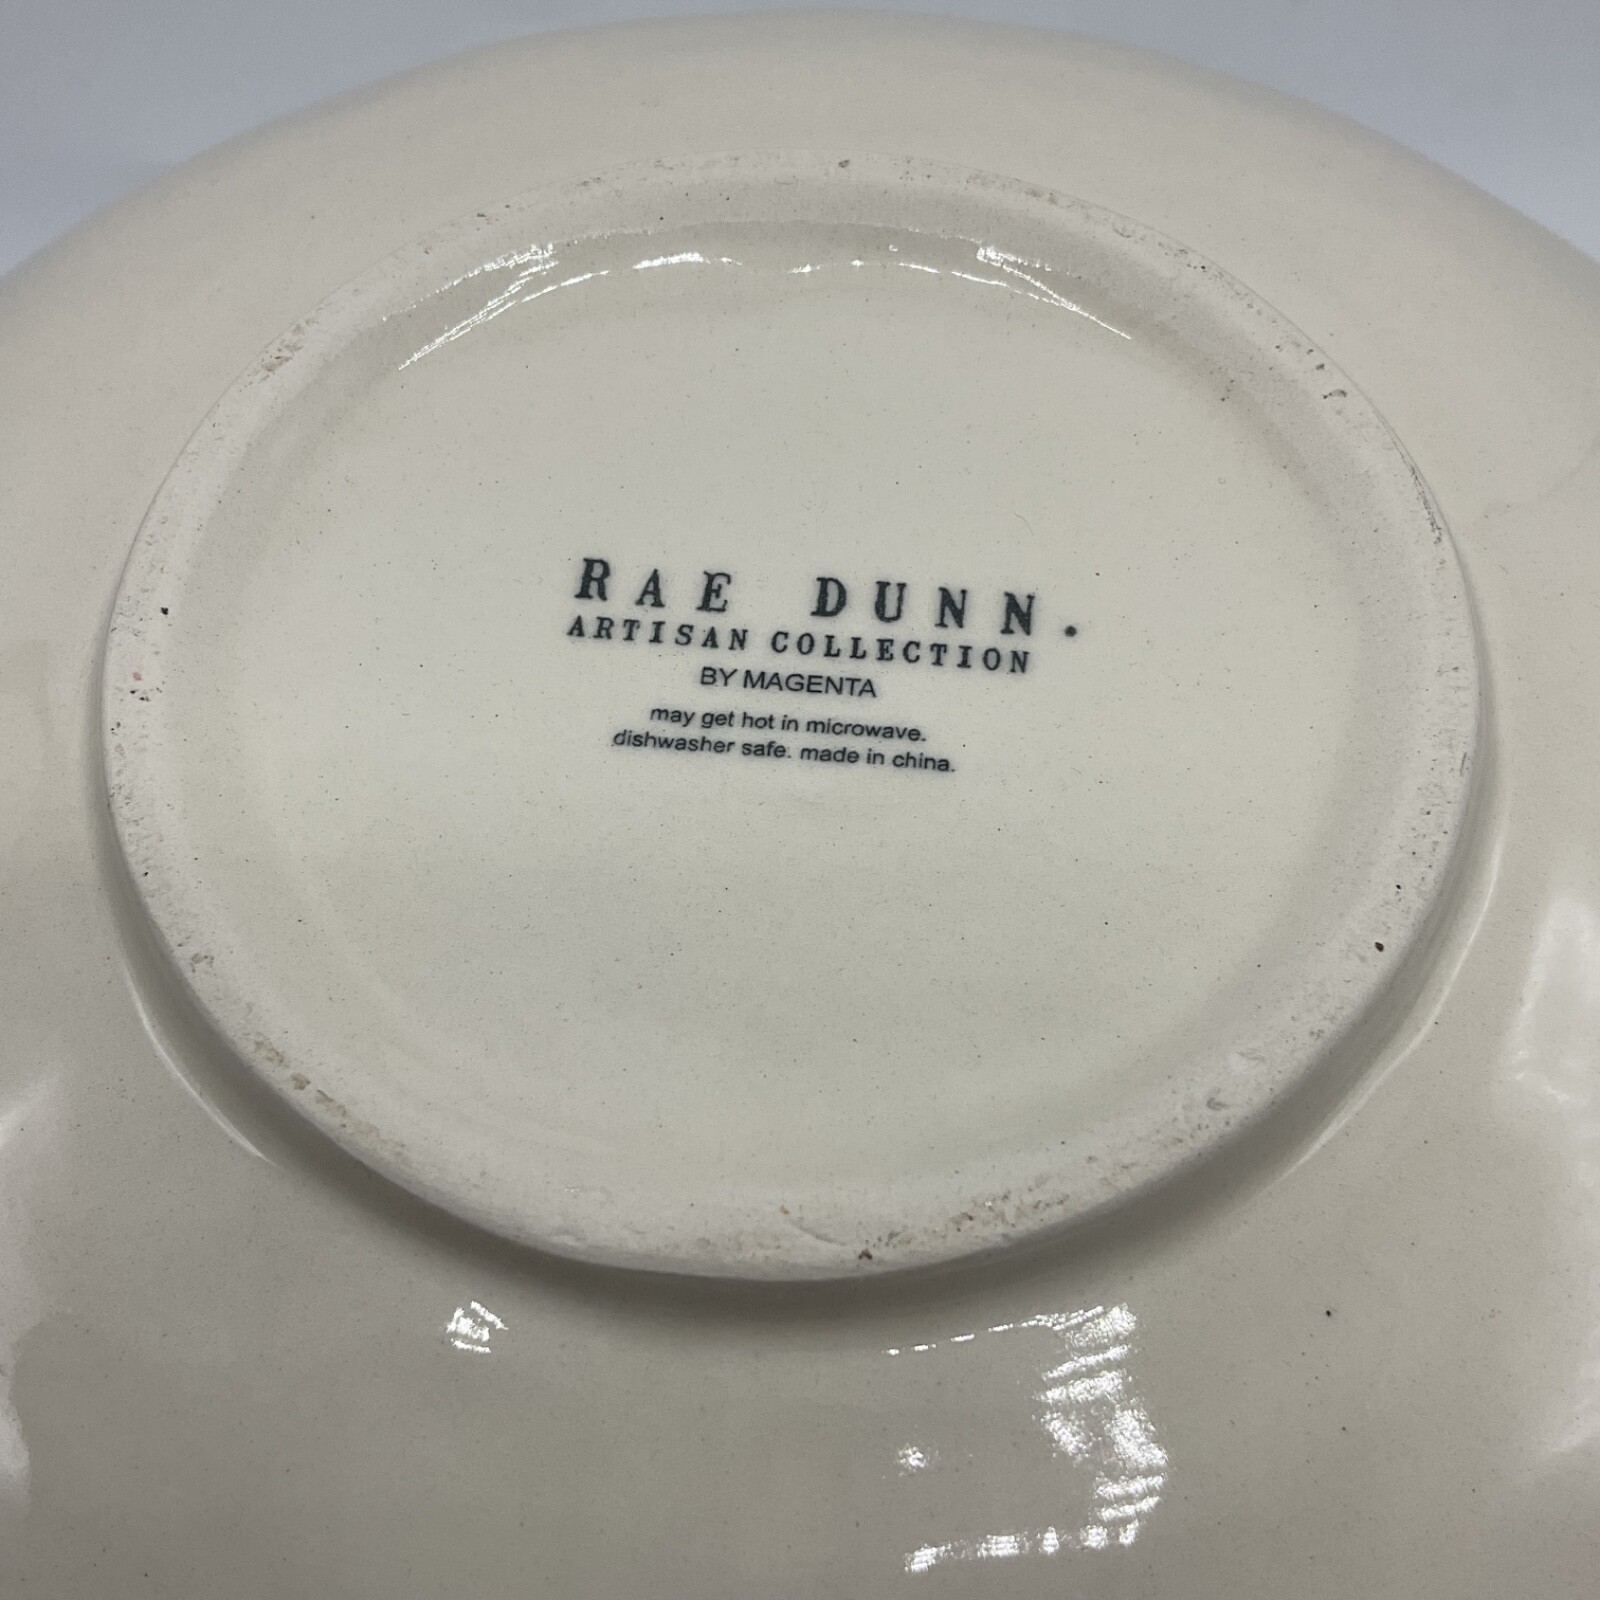 RAE DUNN.
ARTISAN COLLECTION
BY MAGENTA
may get hot in microwave.
dishwasher safe. made in china.